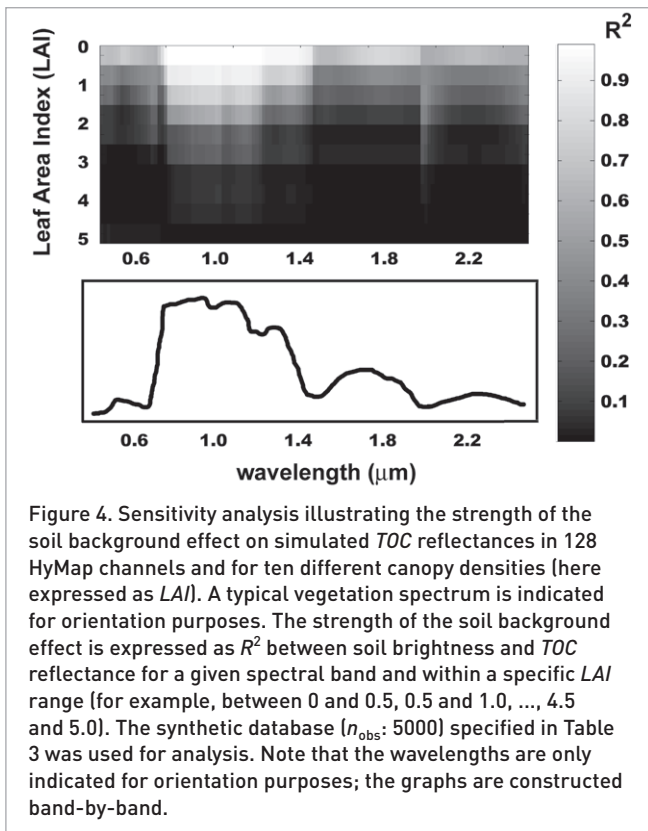 R²
Leaf Area Index (LAI)
0
1
2
3
4
5
0.6 1.0 1.4 1.8 2.2
0.9
0.8
0.7
0.6
0.5
0.4
0.3
0.2
0.1
0.6 1.0 1.4 1.8 2.2
wavelength (μm)
Figure 4. Sensitivity analysis illustrating the strength of the
soil background effect on simulated TOC reflectances in 128
HyMap channels and for ten different canopy densities (here
expressed as LAI). A typical vegetation spectrum is indicated
for orientation purposes. The strength of the soil background
effect is expressed as R² between soil brightness and TOC
reflectance for a given spectral band and within a specific LAI
range (for example, between 0 and 0.5, 0.5 and 1.0, ..., 4.5
and 5.0). The synthetic database (n_obs: 5000) specified in Table
3 was used for analysis. Note that the wavelengths are only
indicated for orientation purposes; the graphs are constructed
band-by-band.